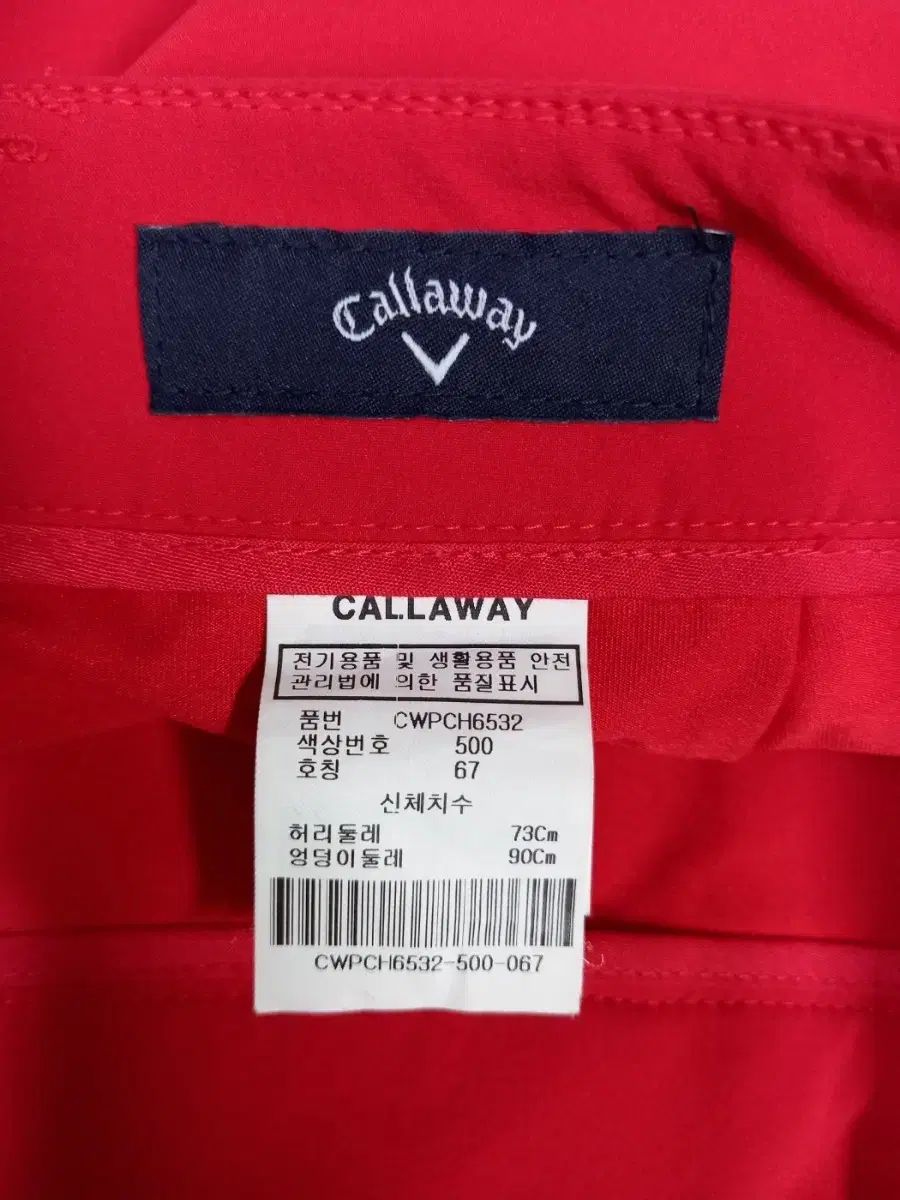 Callaway
CALLAWAY
전기용품 및 생활용품 안전
관리법에 의한 품질표시
품번 CWPCH6532
색상번호 500
호칭 67
신체치수
허리둘레 73Cm
엉덩이둘레 90Cm
CWPCH6532-500-067